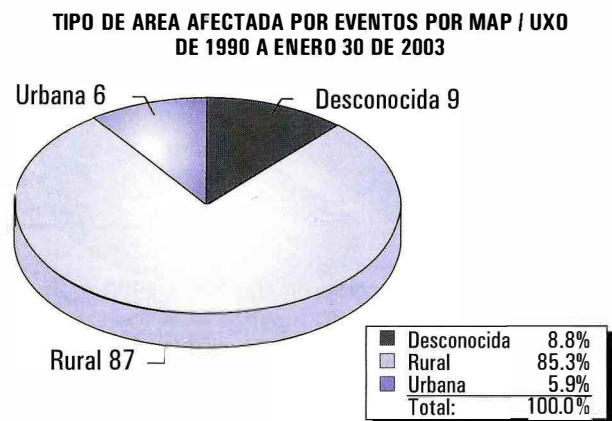 TIPO DE AREA AFECTADA POR EVENTOS POR MAP / UXO
DE 1990 A ENERO 30 DE 2003
Urbana 6
Desconocida 9
Rural 87
Desconocida 8.8%
Rural 85.3%
Urbana 5.9%
Total: 100.0%